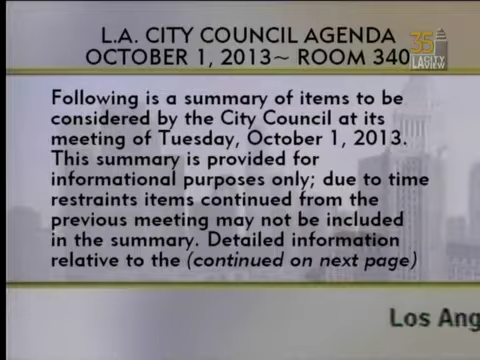 L.A. CITY COUNCIL AGENDA
OCTOBER 1, 2013~ ROOM 340
35
LA CITY
VIEW
Following is a summary of items to be
considered by the City Council at its
meeting of Tuesday, October 1, 2013.
This summary is provided for
informational purposes only; due to time
restraints items continued from the
previous meeting may not be included
in the summary. Detailed information
relative to the (continued on next page)
Los Ang